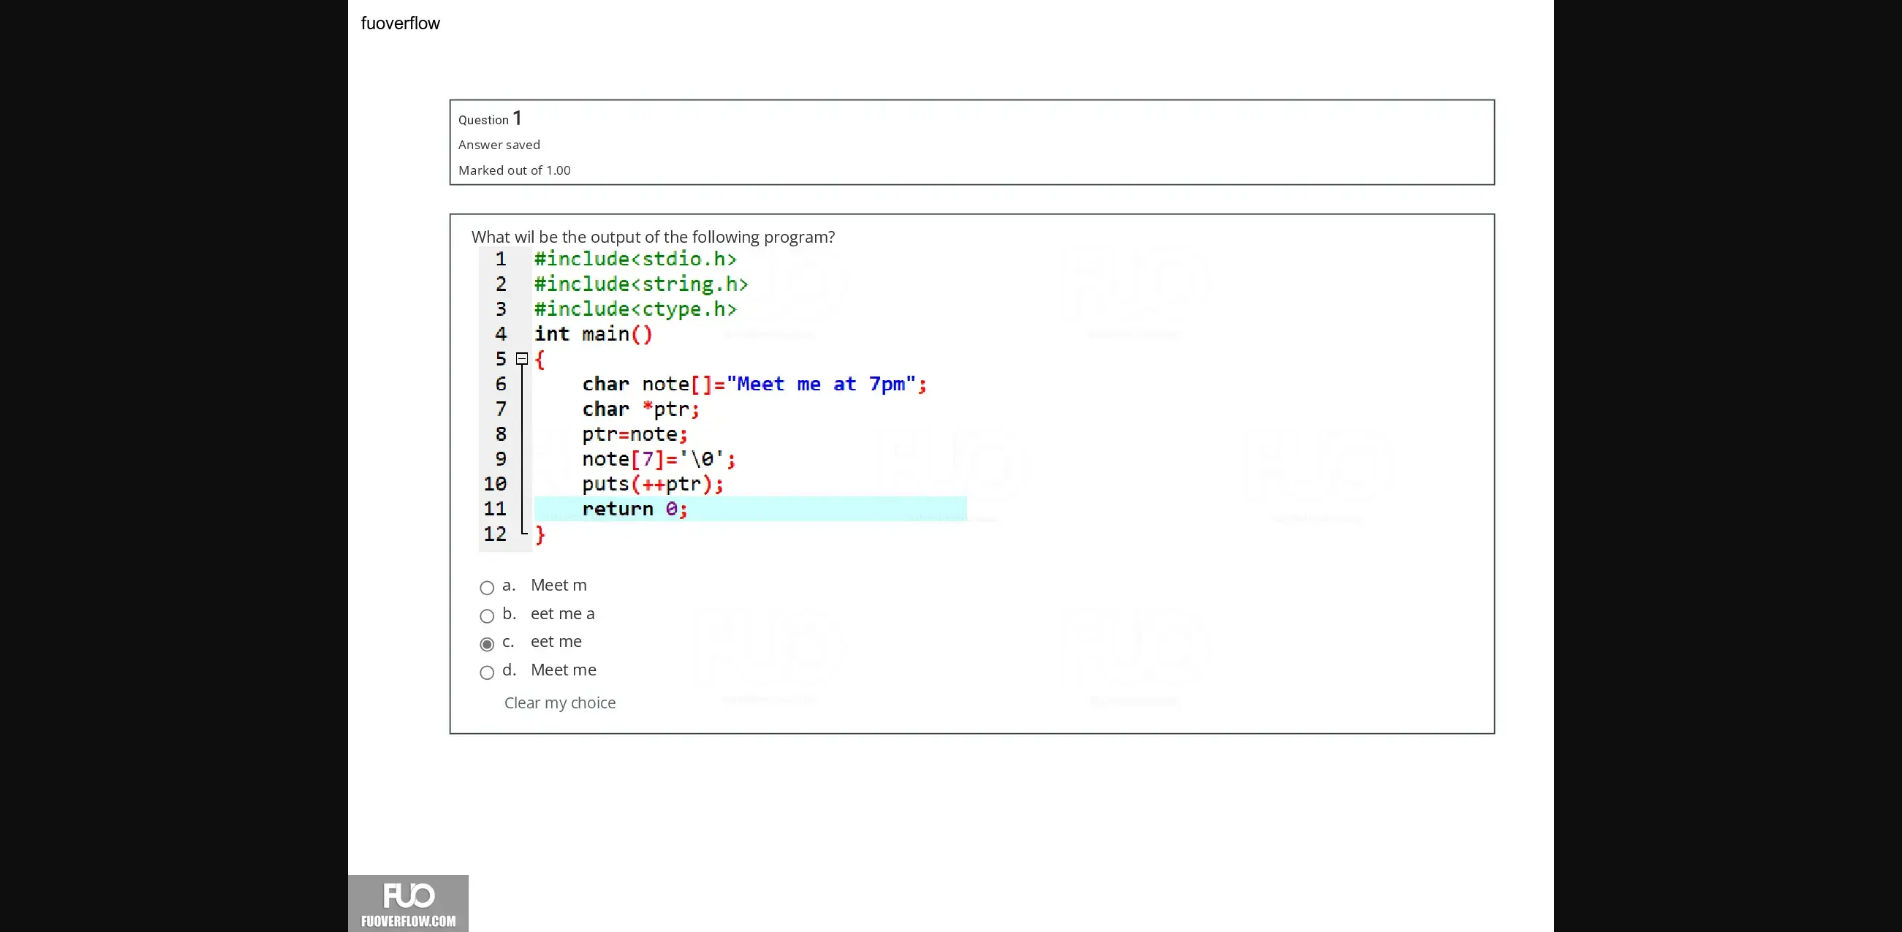 fuoverflow
Question 1
Answer saved
Marked out of 1.00
What wil be the output of the following program?
1 #include<stdio.h>
2 #include<string.h>
3 #include<ctype.h>
4 int main()
5 {
6 char note[]="Meet me at 7pm";
7 char *ptr;
8 ptr=note;
9 note[7]='\0';
10 puts(++ptr);
11 return 0;
12 }
a. Meet m
b. eet me a
c. eet me
d. Meet me
Clear my choice
FUO
FUOVERFLOW.COM